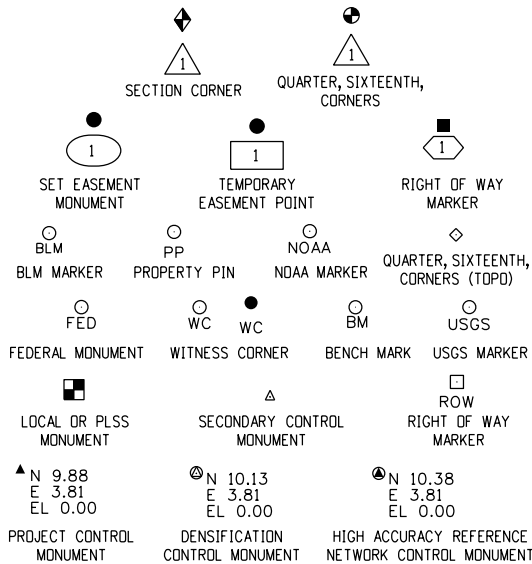 1
SECTION CORNER
1
QUARTER, SIXTEENTH,
CORNERS
1
SET EASEMENT
MONUMENT
1
TEMPORARY
EASEMENT POINT
1
RIGHT OF WAY
MARKER
BLM
BLM MARKER
PP
PROPERTY PIN
NOAA
NOAA MARKER
QUARTER, SIXTEENTH,
CORNERS (TOPO)
FED
FEDERAL MONUMENT
WC WC
WITNESS CORNER
BM
BENCH MARK
USGS
USGS MARKER
LOCAL OR PLSS
MONUMENT
SECONDARY CONTROL
MONUMENT
ROW
RIGHT OF WAY
MARKER
N 9.88
E 3.81
EL 0.00
PROJECT CONTROL
MONUMENT
N 10.13
E 3.81
EL 0.00
DENSIFICATION
CONTROL MONUMENT
N 10.38
E 3.81
EL 0.00
HIGH ACCURACY REFERENCE
NETWORK CONTROL MONUMENT